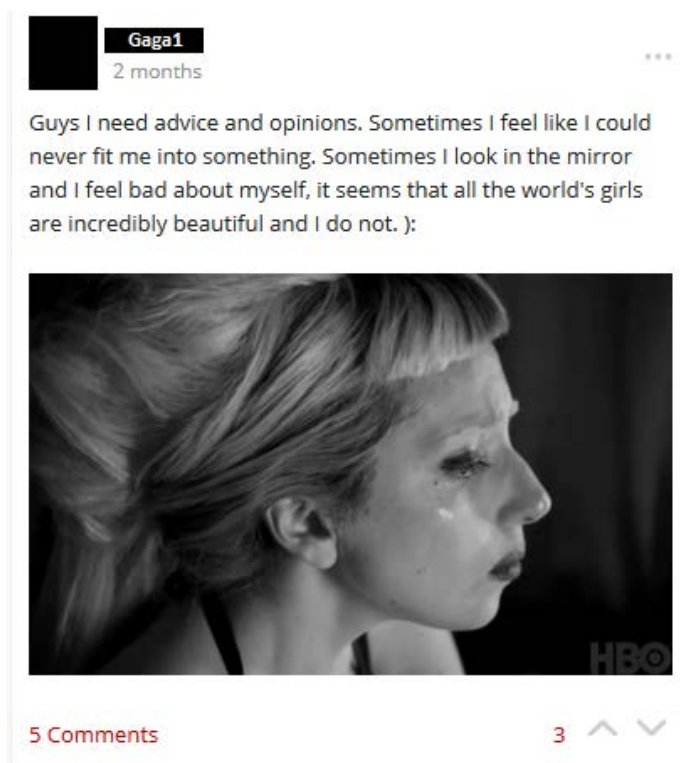 Gaga1
2 months
Guys I need advice and opinions. Sometimes I feel like I could
never fit me into something. Sometimes I look in the mirror
and I feel bad about myself, it seems that all the world's girls
are incredibly beautiful and I do not. ):
HBO
5 Comments
3